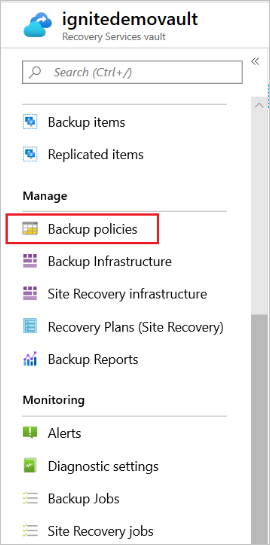 ignitedemovault
Recovery Services vault
Search (Ctrl+/)
Backup items
Replicated items
Manage
Backup policies
Backup Infrastructure
Site Recovery infrastructure
Recovery Plans (Site Recovery)
Backup Reports
Monitoring
Alerts
Diagnostic settings
Backup Jobs
Site Recovery jobs